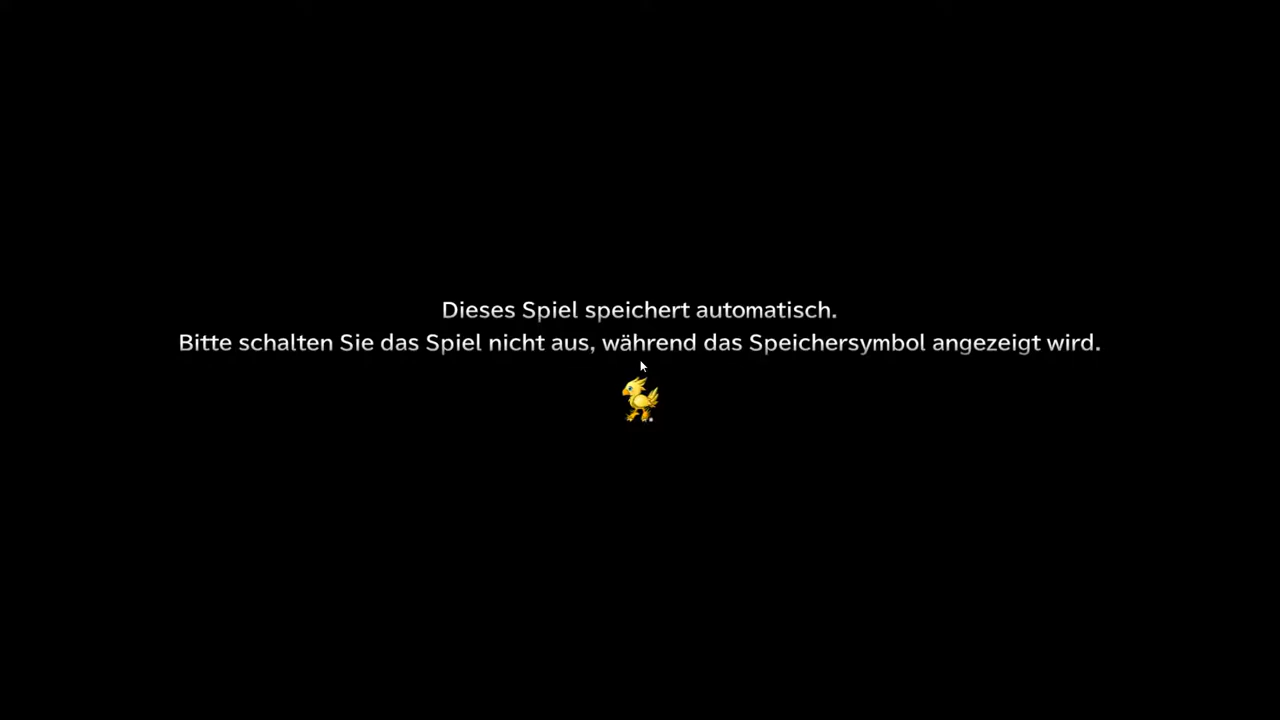 Dieses Spiel speichert automatisch.
Bitte schalten Sie das Spiel nicht aus, während das Speichersymbol angezeigt wird.